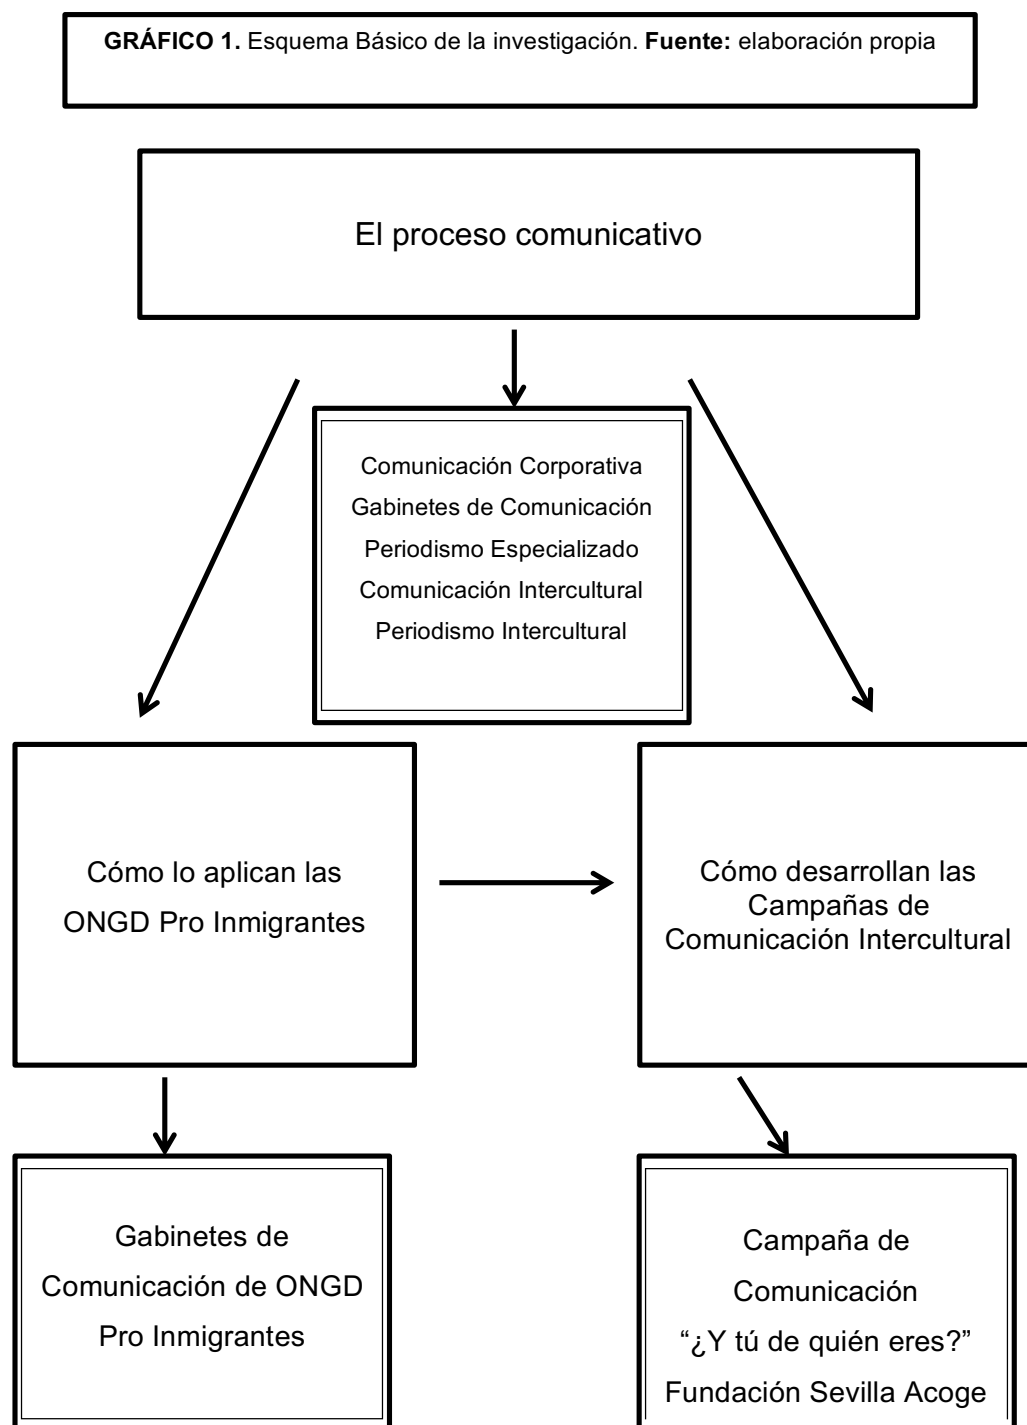 GRÁFICO 1. Esquema Básico de la investigación. Fuente: elaboración propia
El proceso comunicativo
Comunicación Corporativa
Gabinetes de Comunicación
Periodismo Especializado
Comunicación Intercultural
Periodismo Intercultural
Cómo lo aplican las
ONGD Pro Inmigrantes
Cómo desarrollan las
Campañas de
Comunicación Intercultural
Gabinetes de
Comunicación de ONGD
Pro Inmigrantes
Campaña de
Comunicación
“¿Y tú de quién eres?”
Fundación Sevilla Acoge